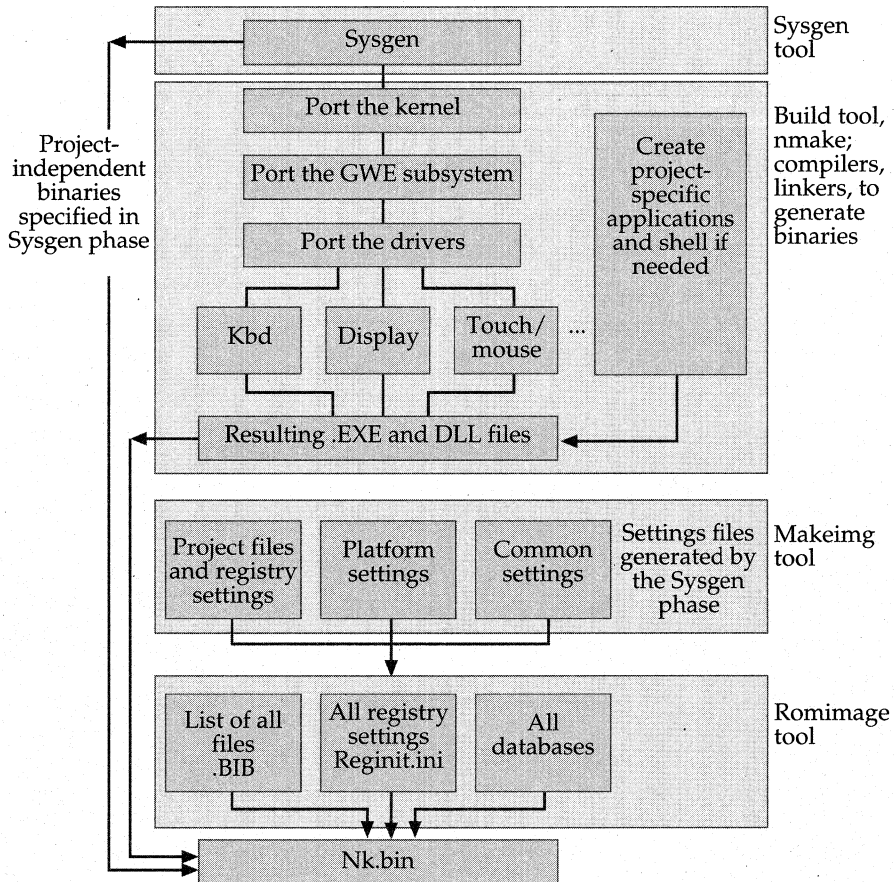 Sysgen
Sysgen
tool
Project-
independent
binaries
specified in
Sysgen phase
Port the kernel
Port the GWE subsystem
Port the drivers
Kbd
Display
Touch/
mouse
...
Create
project-
specific
applications
and shell if
needed
Build tool,
nmake;
compilers,
linkers, to
generate
binaries
Resulting .EXE and DLL files
Project files
and registry
settings
Platform
settings
Common
settings
Settings files
generated by
the Sysgen
phase
Makeimg
tool
List of all
files
.BIB
All registry
settings
Reginit.ini
All
databases
Romimage
tool
Nk.bin